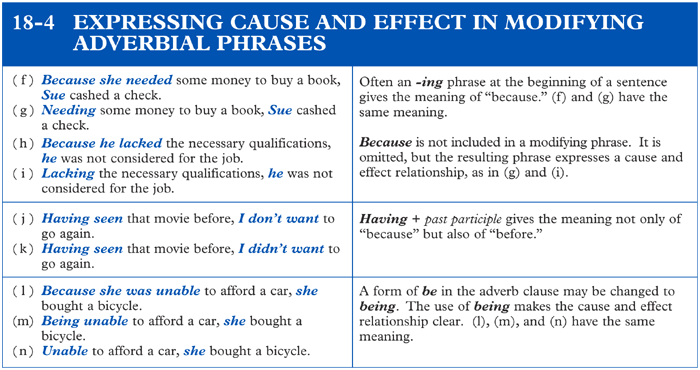 18-4 EXPRESSING CAUSE AND EFFECT IN MODIFYING
ADVERBIAL PHRASES
(f) Because she needed some money to buy a book,
Sue cashed a check.
(g) Needing some money to buy a book, Sue cashed
a check.
(h) Because he lacked the necessary qualifications,
he was not considered for the job.
(i) Lacking the necessary qualifications, he was not
considered for the job.
Often an -ing phrase at the beginning of a sentence
gives the meaning of “because.” (f) and (g) have the
same meaning.
Because is not included in a modifying phrase. It is
omitted, but the resulting phrase expresses a cause and
effect relationship, as in (g) and (i).
(j) Having seen that movie before, I don’t want to
go again.
(k) Having seen that movie before, I didn’t want to
go again.
Having + past participle gives the meaning not only of
“because” but also of “before.”
(l) Because she was unable to afford a car, she
bought a bicycle.
(m) Being unable to afford a car, she bought a
bicycle.
(n) Unable to afford a car, she bought a bicycle.
A form of be in the adverb clause may be changed to
being. The use of being makes the cause and effect
relationship clear. (l), (m), and (n) have the same
meaning.